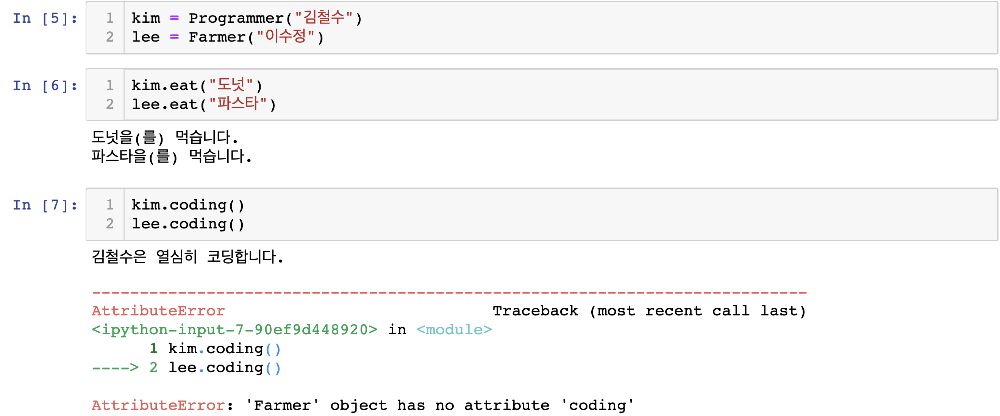 In [5]:
1 kim = Programmer("김철수")
2 lee = Farmer("이수정")
In [6]:
1 kim.eat("도넛")
2 lee.eat("파스타")
도넛을(를) 먹습니다.
파스타을(를) 먹습니다.
In [7]:
1 kim.coding()
2 lee.coding()
김철수은 열심히 코딩합니다.
---------------------------------------------------------------------------
AttributeError                            Traceback (most recent call last)
<ipython-input-7-90ef9d448920> in <module>
      1 kim.coding()
----> 2 lee.coding()
AttributeError: 'Farmer' object has no attribute 'coding'